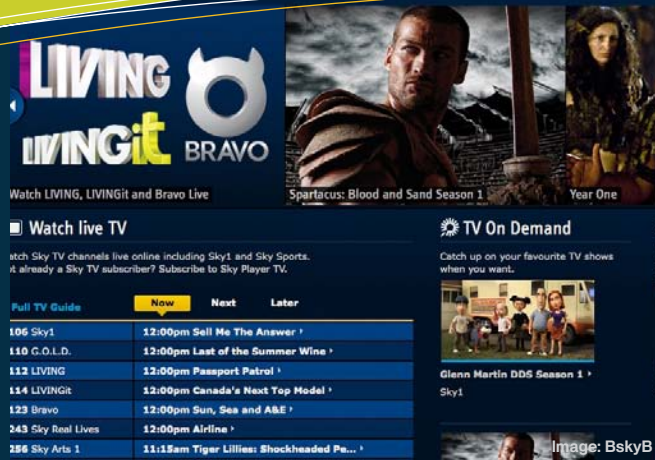 LIVING
LIVINGit
BRAVO
Watch LIVING, LIVINGit and Bravo Live
Spartacus: Blood and Sand Season 1
Year One
Watch live TV
atch Sky TV channels live online including Sky1 and Sky Sports.
t already a Sky TV subscriber? Subscribe to Sky Player TV.
Full TV Guide
Now Next Later
106 Sky1 12:00pm Sell Me The Answer ›
110 G.O.L.D. 12:00pm Last of the Summer Wine ›
112 LIVING 12:00pm Passport Patrol ›
114 LIVINGit 12:00pm Canada's Next Top Model ›
123 Bravo 12:00pm Sun, Sea and A&E ›
243 Sky Real Lives 12:00pm Airline ›
256 Sky Arts 1 11:15am Tiger Lillies: Shockheaded Pe... ›
TV On Demand
Catch up on your favourite TV shows
when you want.
Glenn Martin DDS Season 1 ›
Sky1
Image: BskyB